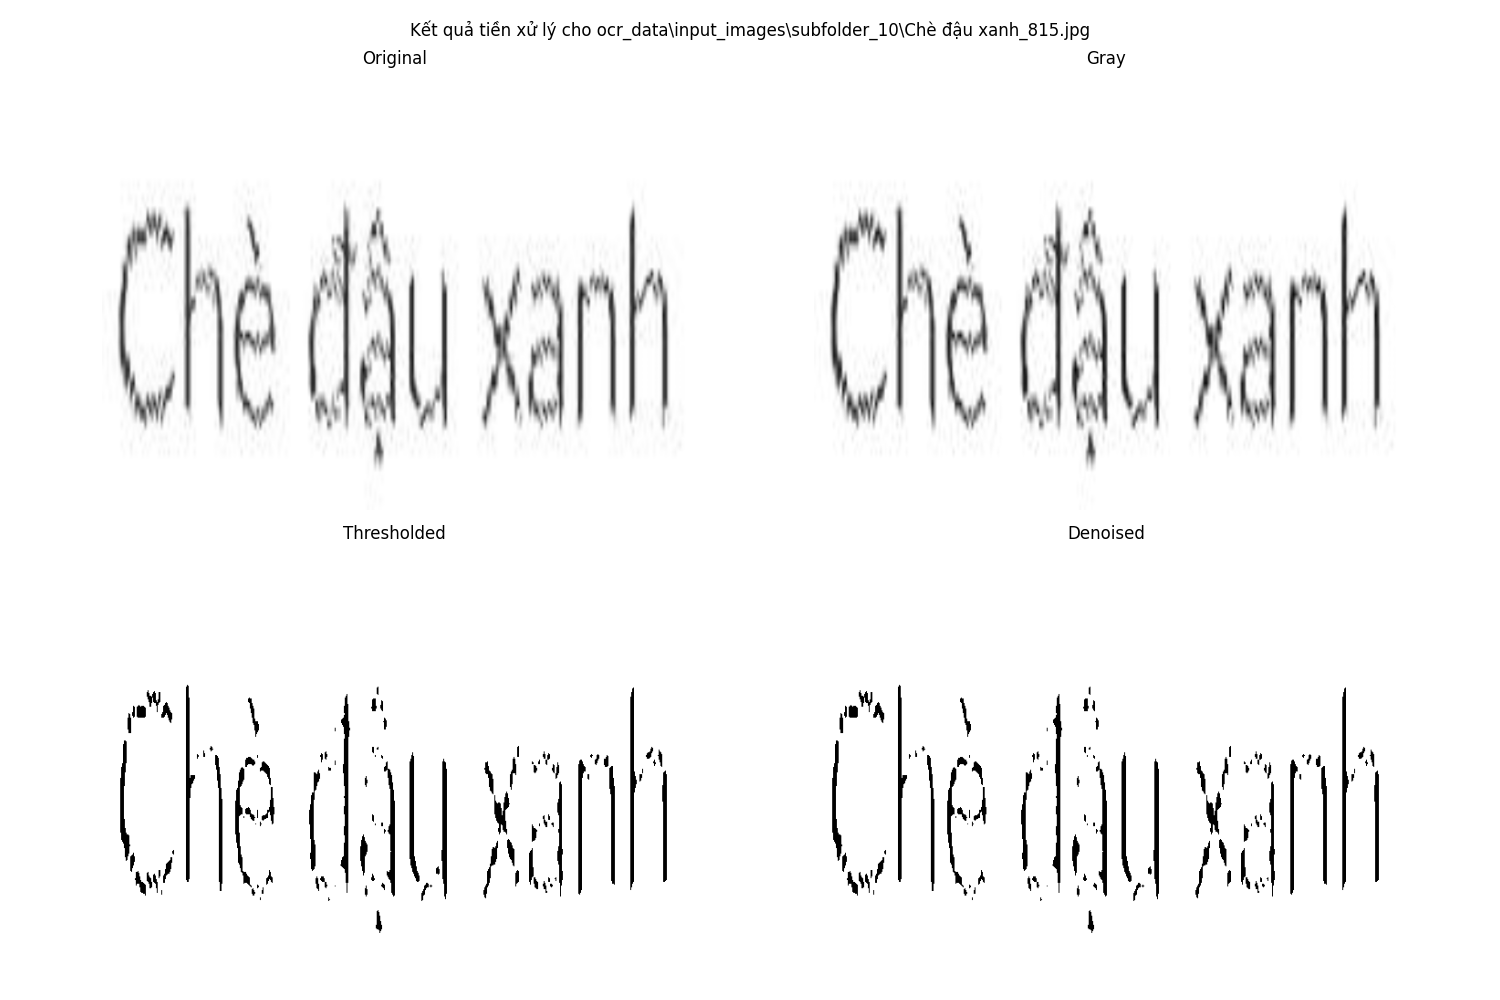 Kết quả tiền xử lý cho ocr_data\input_images\subfolder_10\Chè đậu xanh_815.jpg
Original
Gray
Chè đậu xanh
Chè đậu xanh
Thresholded
Denoised
Chè đậu xanh
Chè đậu xanh